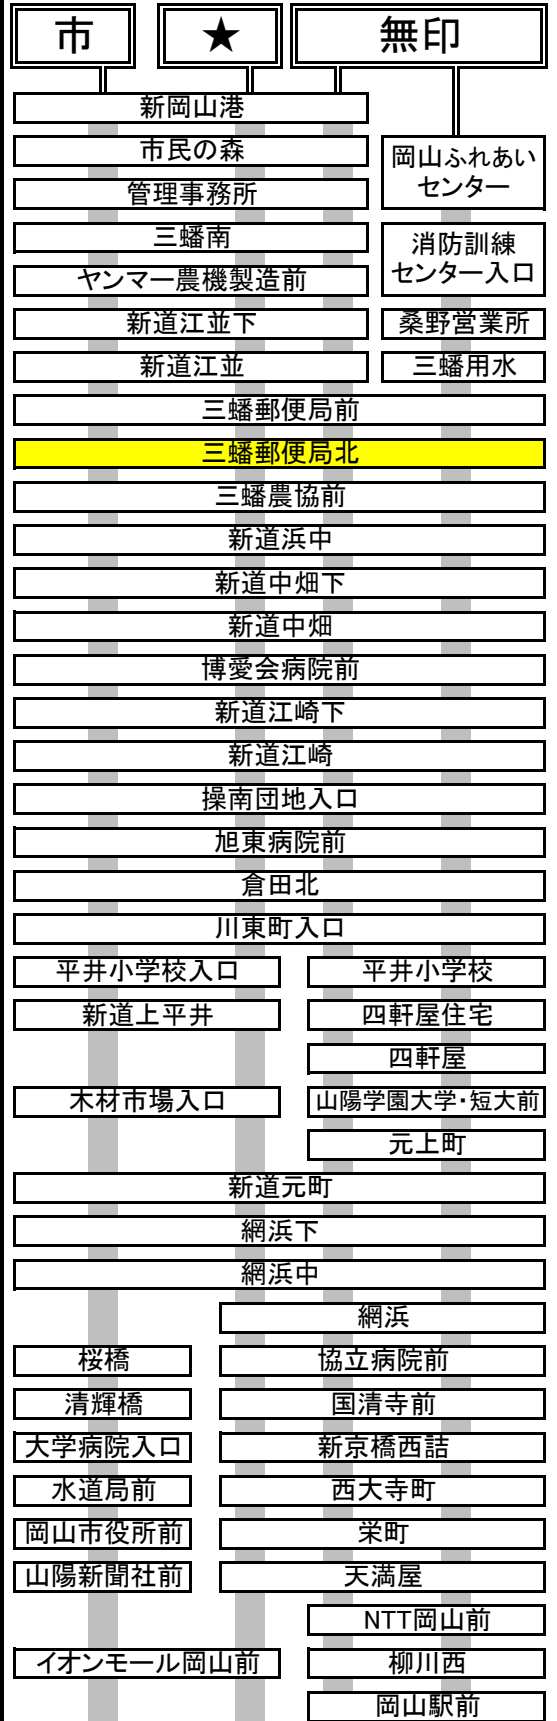 市 ★ 無印
新岡山港
市民の森
岡山ふれあい
センター
管理事務所
三蟠南
消防訓練
センター入口
ヤンマー農機製造前
新道江並下 桑野営業所
新道江並 三蟠用水
三蟠郵便局前
三蟠郵便局北
三蟠農協前
新道浜中
新道中畑下
新道中畑
博愛会病院前
新道江崎下
新道江崎
操南団地入口
旭東病院前
倉田北
川東町入口
平井小学校入口 平井小学校
新道上平井 四軒屋住宅
四軒屋
木材市場入口 山陽学園大学・短大前
元上町
新道元町
網浜下
網浜中
網浜
桜橋 協立病院前
清輝橋 国清寺前
大学病院入口 新京橋西詰
水道局前 西大寺町
岡山市役所前 栄町
山陽新聞社前 天満屋
NTT岡山前
イオンモール岡山前 柳川西
岡山駅前